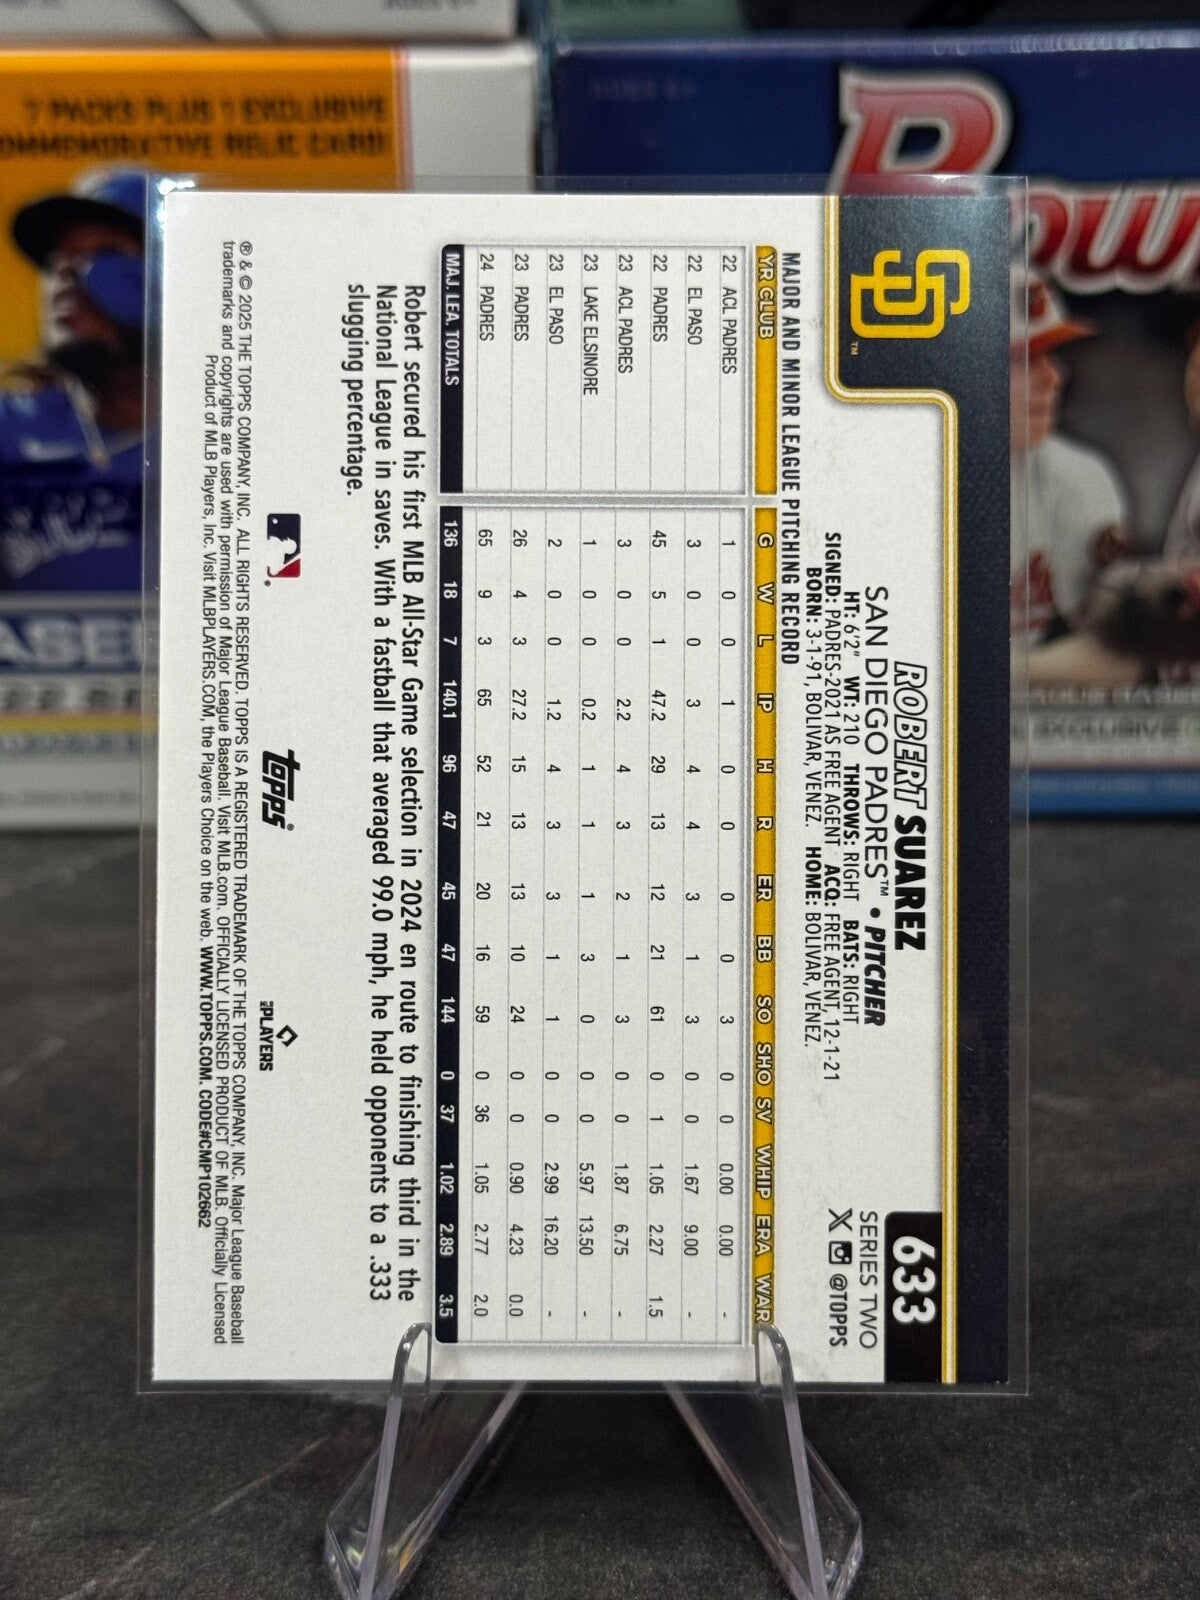 7 PACKS PLUS 1 EXCLUSIVE
COMMEMORATIVE RELIC CARD!
SD™
633
ROBERT SUAREZ
SERIES TWO
SAN DIEGO PADRES™ • PITCHER
X @TOPPS
HT: 6'2" WT: 210 THROWS: RIGHT BATS: RIGHT
SIGNED: PADRES-2021 AS FREE AGENT ACQ: FREE AGENT, 12-1-21
BORN: 3-1-91, BOLIVAR, VENEZ. HOME: BOLIVAR, VENEZ.
MAJOR AND MINOR LEAGUE PITCHING RECORD
YR CLUB G W L IP H R ER BB SO SHO SV WHIP ERA WAR
22 ACL PADRES 1 0 0 1 0 0 0 0 3 0 0 0.00 0.00 -
22 EL PASO 3 0 0 3 4 4 3 1 3 0 0 1.67 9.00 -
22 PADRES 45 5 1 47.2 29 13 12 21 61 0 1 1.05 2.27 1.5
23 ACL PADRES 3 0 0 2.2 4 3 2 1 3 0 0 1.87 6.75 -
23 LAKE ELSINORE 1 0 0 0.2 1 1 1 3 0 0 0 5.97 13.50 -
23 EL PASO 2 0 0 1.2 4 3 3 1 1 0 0 2.99 16.20 -
23 PADRES 26 4 3 27.2 15 13 13 10 24 0 0 0.90 4.23 0.0
24 PADRES 65 9 3 65 52 21 20 16 59 0 36 1.05 2.77 2.0
MAJ. LEA. TOTALS 136 18 7 140.1 96 47 45 47 144 0 37 1.02 2.89 3.5
Robert secured his first MLB All-Star Game selection in 2024 en route to finishing third in the
National League in saves. With a fastball that averaged 99.0 mph, he held opponents to a .333
slugging percentage.
topps®
MLB PLAYERS
® & © 2025 THE TOPPS COMPANY, INC. ALL RIGHTS RESERVED. TOPPS IS A REGISTERED TRADEMARK OF THE TOPPS COMPANY, INC. Major League Baseball
trademarks and copyrights are used with permission of Major League Baseball. Visit MLB.com. OFFICIALLY LICENSED PRODUCT OF MLB. Officially Licensed
Product of MLB Players, Inc. Visit MLBPLAYERS.COM, the Players Choice on the web. WWW.TOPPS.COM. CODE#CMP102662